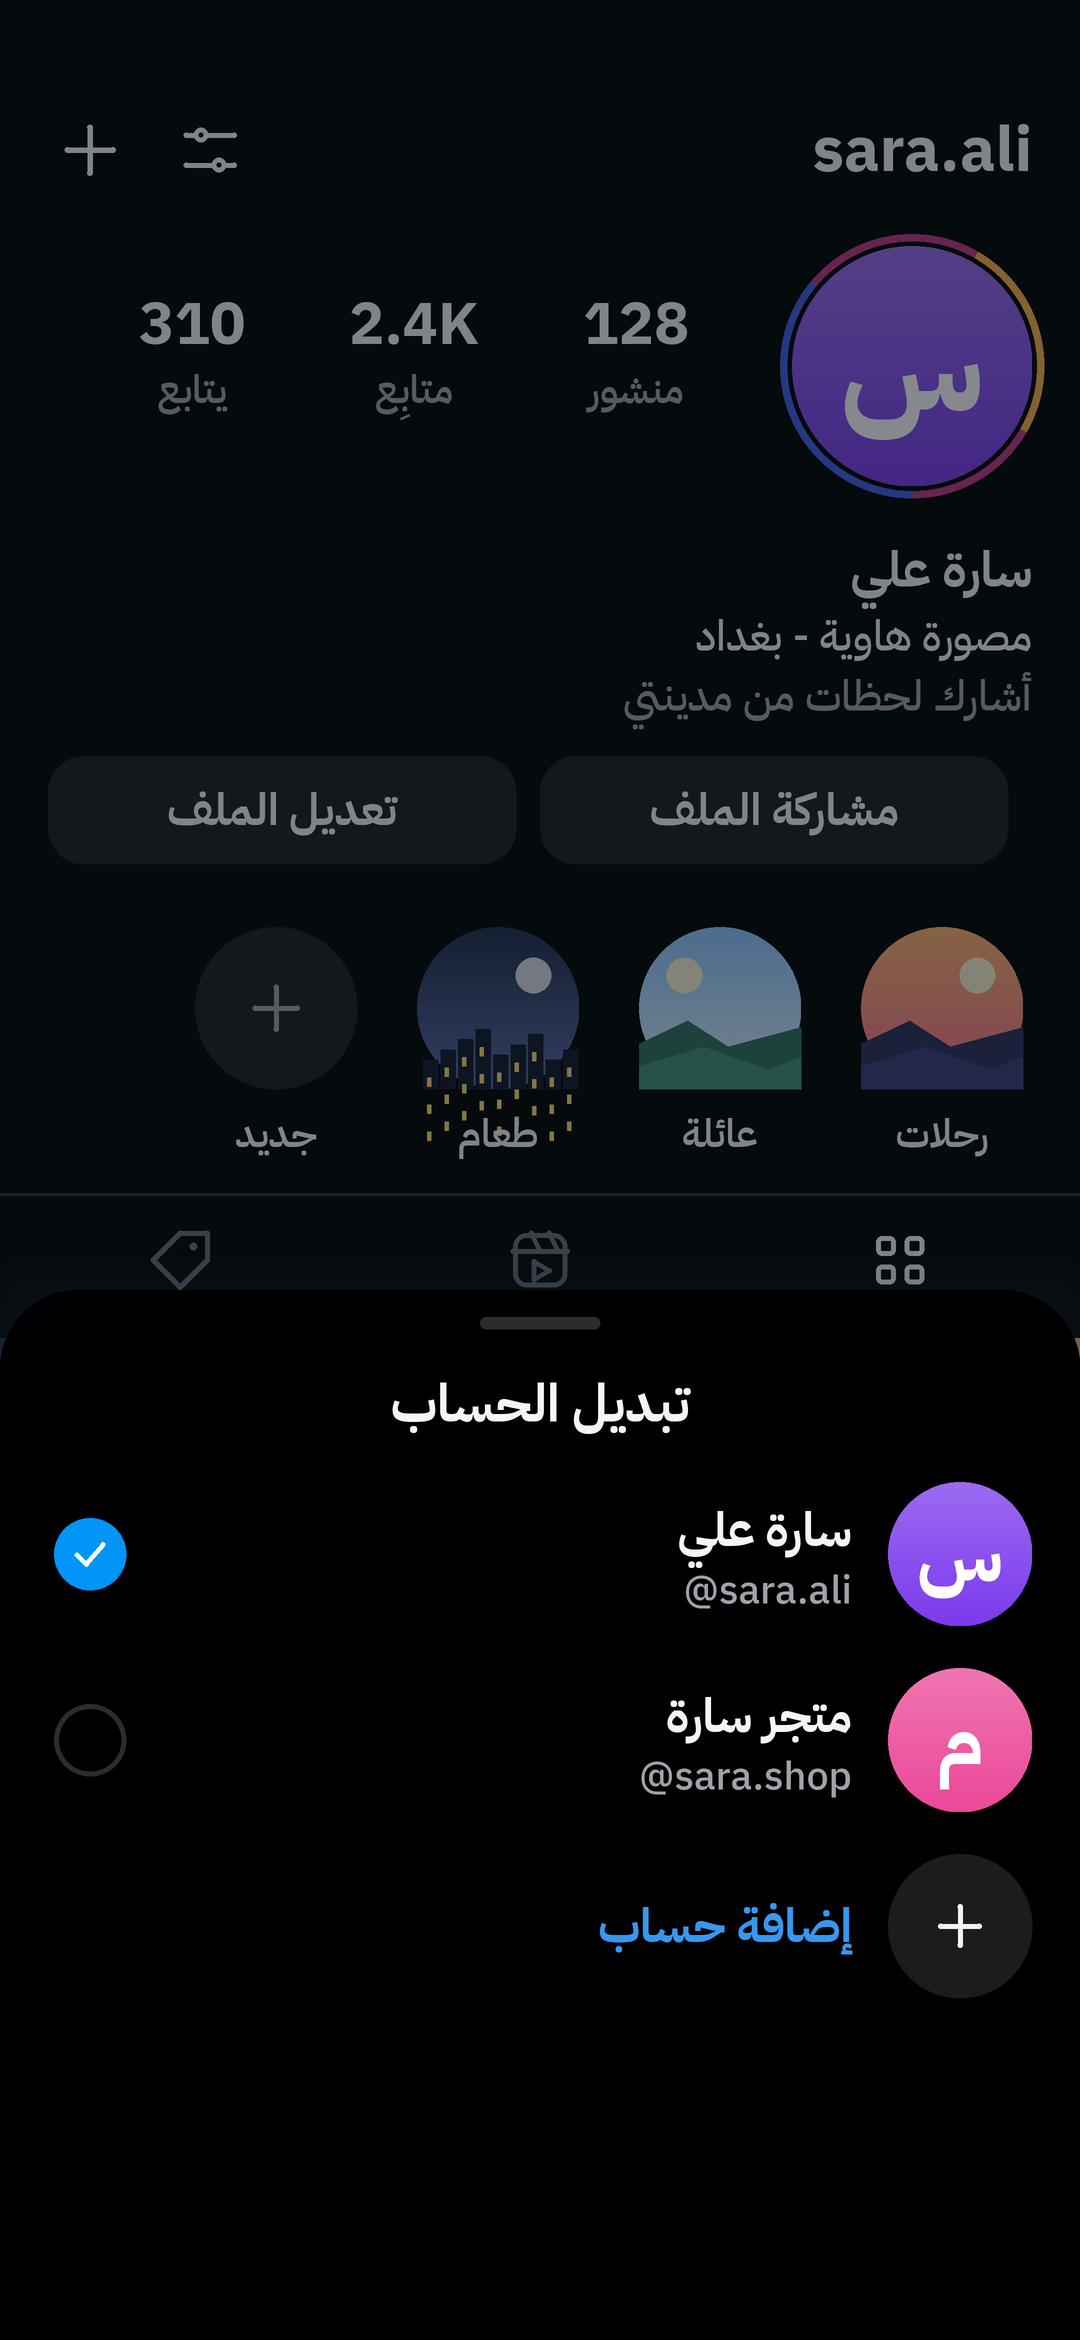 sara.ali
س
128
منشور
2.4K
متابِع
310
يتابع
سارة علي
مصورة هاوية - بغداد
أشارك لحظات من مدينتي
مشاركة الملف
تعديل الملف
رحلات
عائلة
طعام
جديد
تبديل الحساب
س
سارة علي
@sara.ali
م
متجر سارة
@sara.shop
إضافة حساب